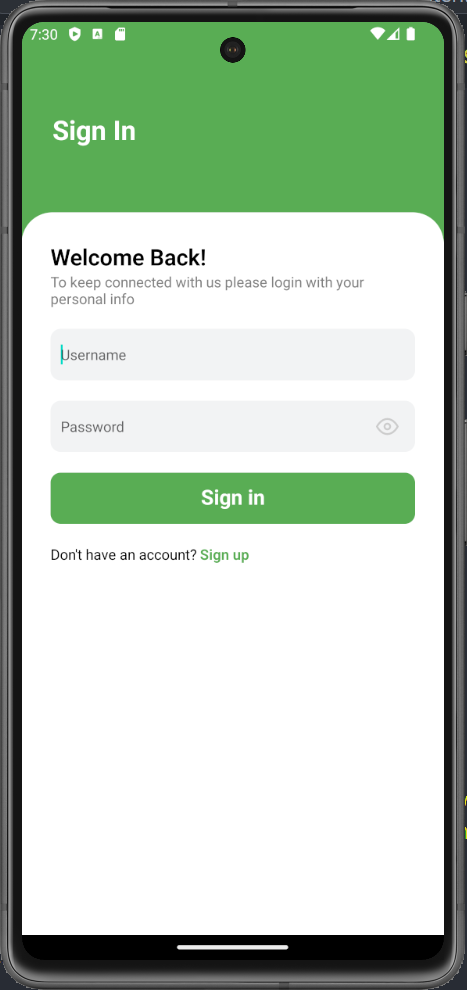 7:30
Sign In
Welcome Back!
To keep connected with us please login with your
personal info
Username
Password
Sign in
Don't have an account? Sign up